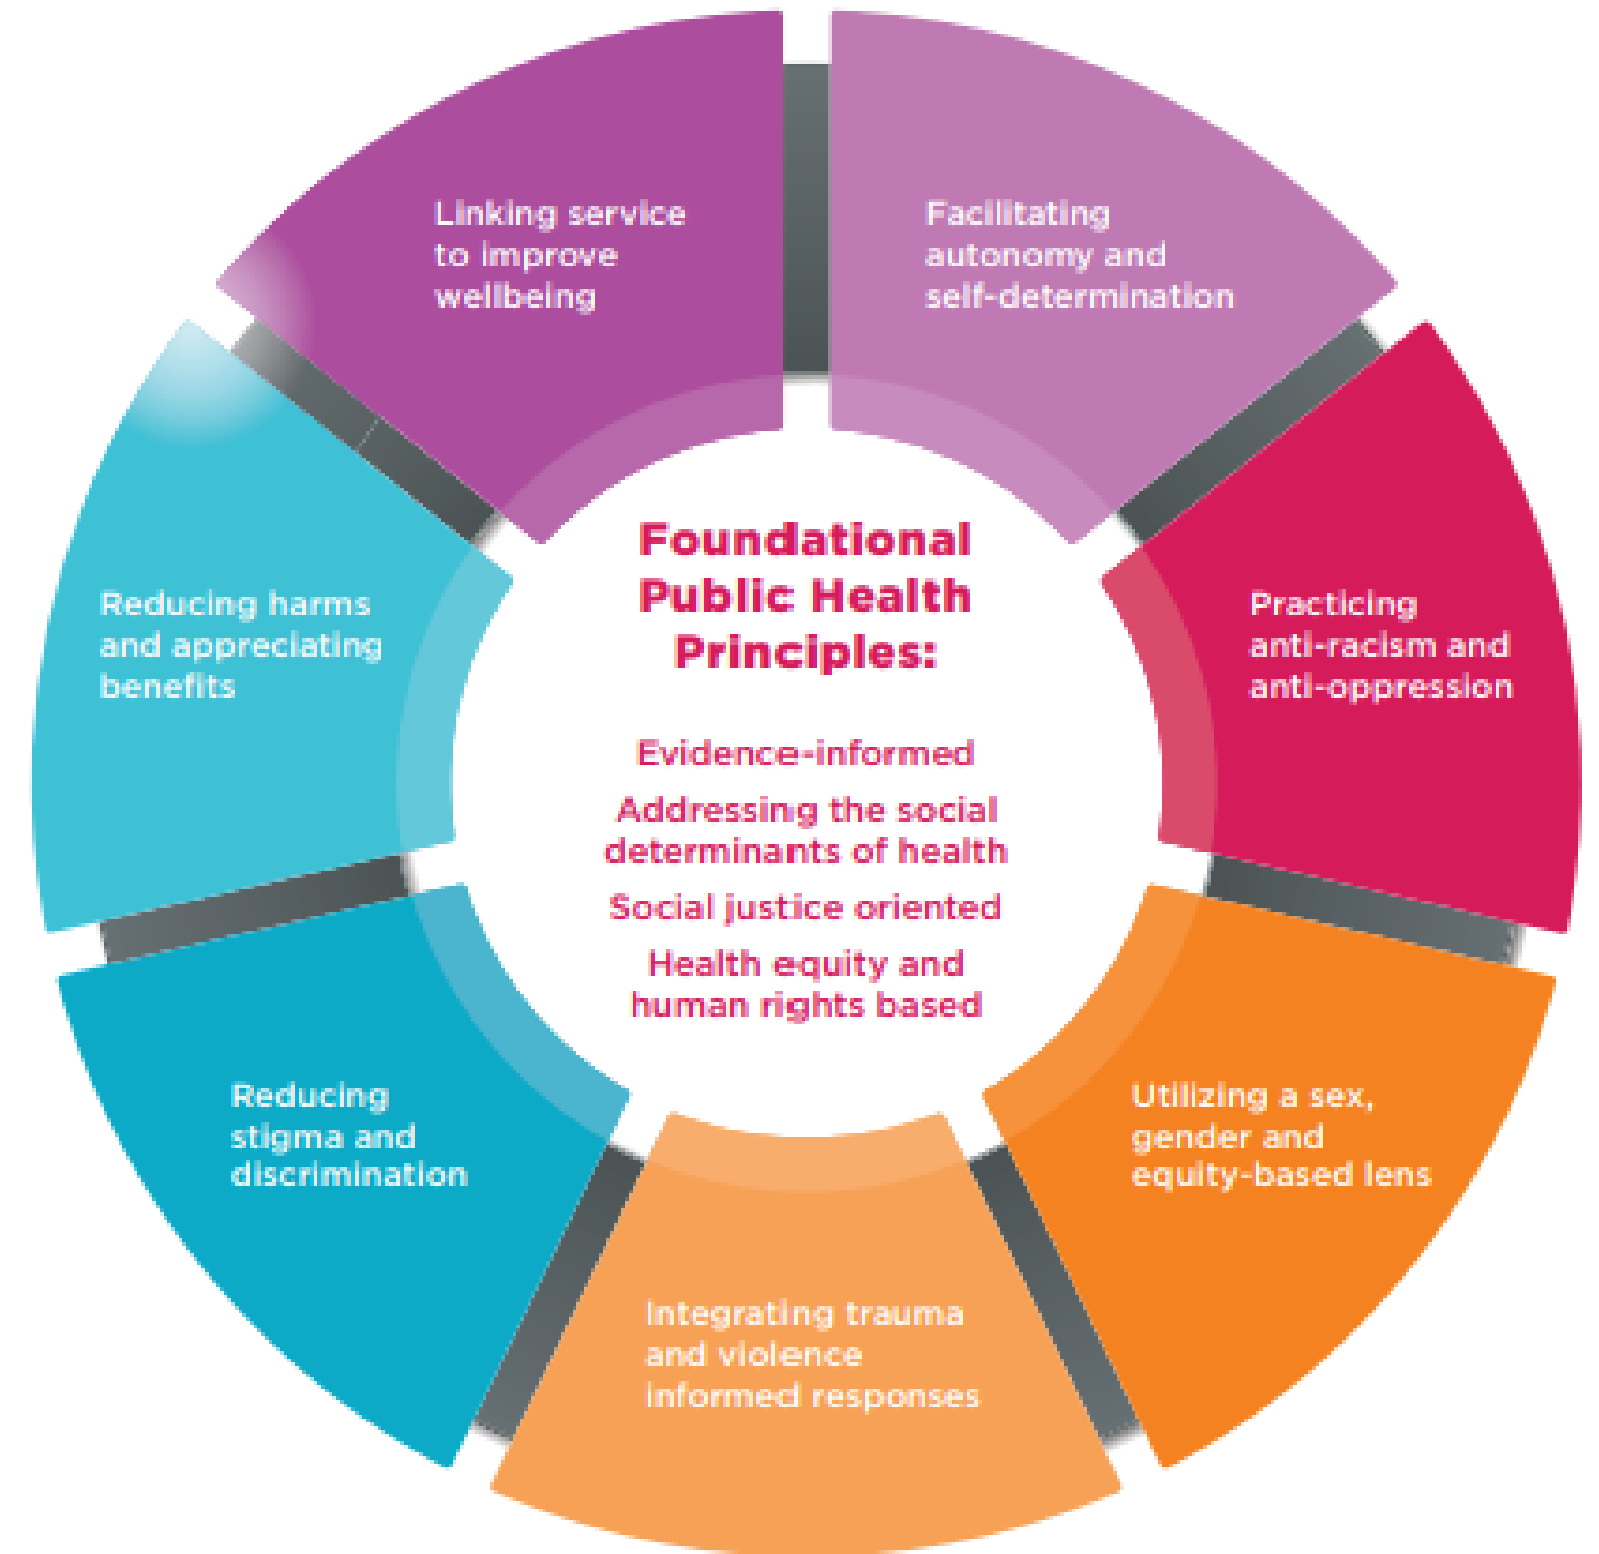 Linking service
to improve
wellbeing
Facilitating
autonomy and
self-determination
Practicing
anti-racism and
anti-oppression
Utilizing a sex,
gender and
equity-based lens
Integrating trauma
and violence
informed responses
Reducing
stigma and
discrimination
Reducing harms
and appreciating
benefits
Foundational
Public Health
Principles:
Evidence-informed
Addressing the social
determinants of health
Social justice oriented
Health equity and
human rights based